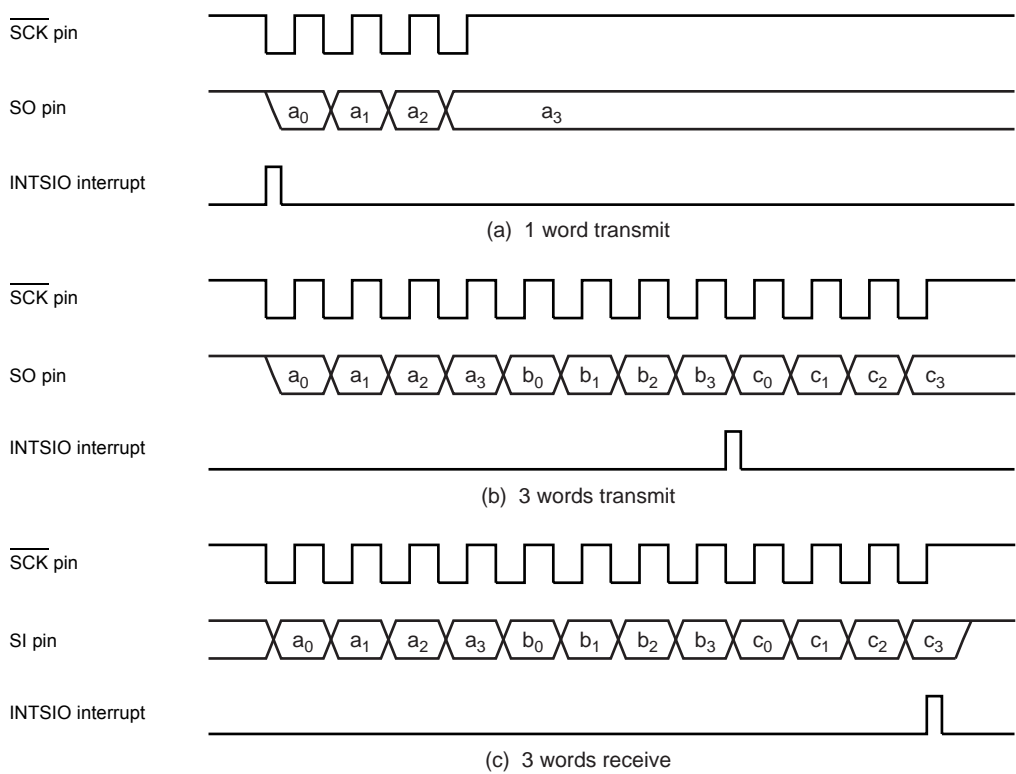 SCK pin
SO pin
a0 a1 a2 a3
INTSIO interrupt
(a) 1 word transmit
SCK pin
SO pin
a0 a1 a2 a3 b0 b1 b2 b3 c0 c1 c2 c3
INTSIO interrupt
(b) 3 words transmit
SCK pin
SI pin
a0 a1 a2 a3 b0 b1 b2 b3 c0 c1 c2 c3
INTSIO interrupt
(c) 3 words receive